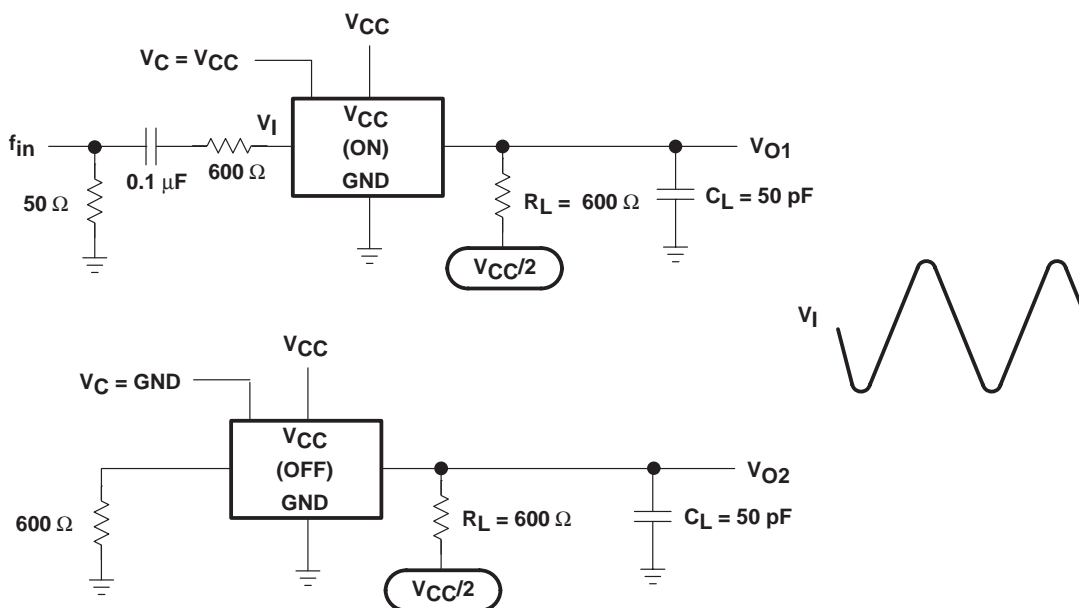 VCC
VC = VCC
VI
VCC
(ON)
GND
fin
0.1 μF
600 Ω
50 Ω
VO1
RL = 600 Ω
CL = 50 pF
VCC/2
VI
VCC
VC = GND
VCC
(OFF)
GND
VO2
600 Ω
RL = 600 Ω
CL = 50 pF
VCC/2